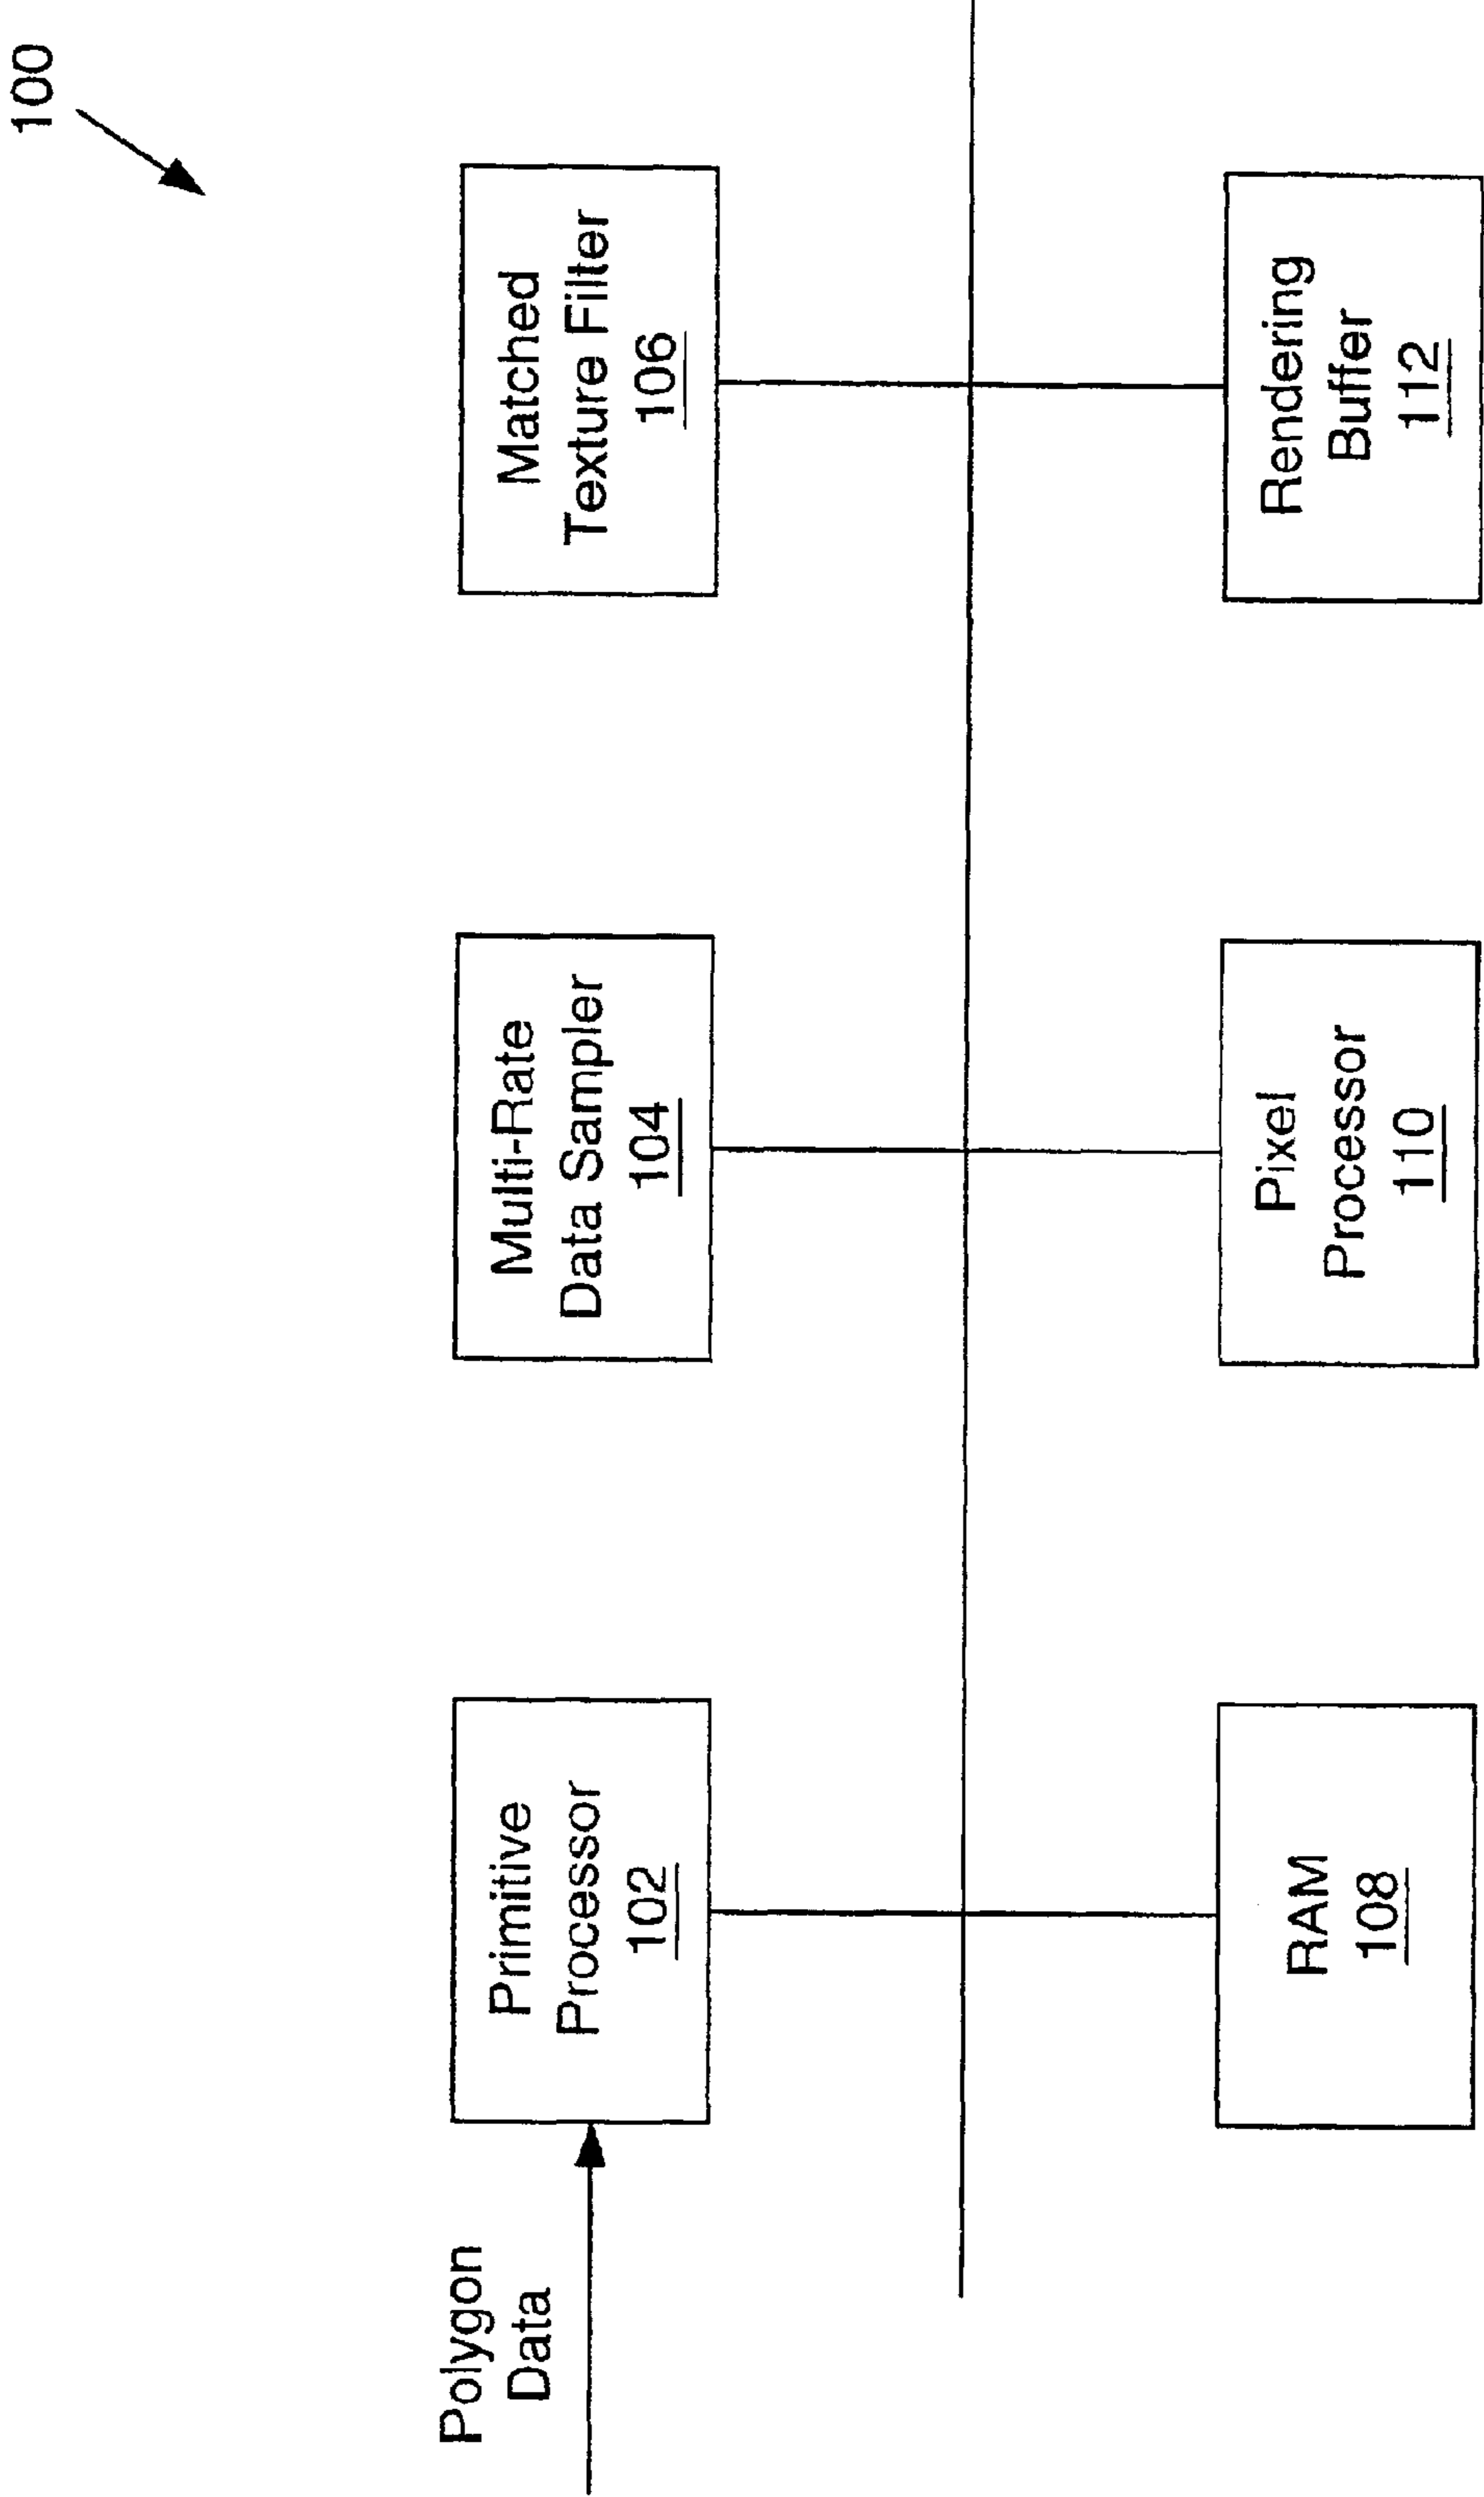 100
Polygon
Data
Primitive
Processor
102
Multi-Rate
Data Sampler
104
Matched
Texture Filter
106
RAM
108
Pixel
Processor
110
Rendering
Buffer
112